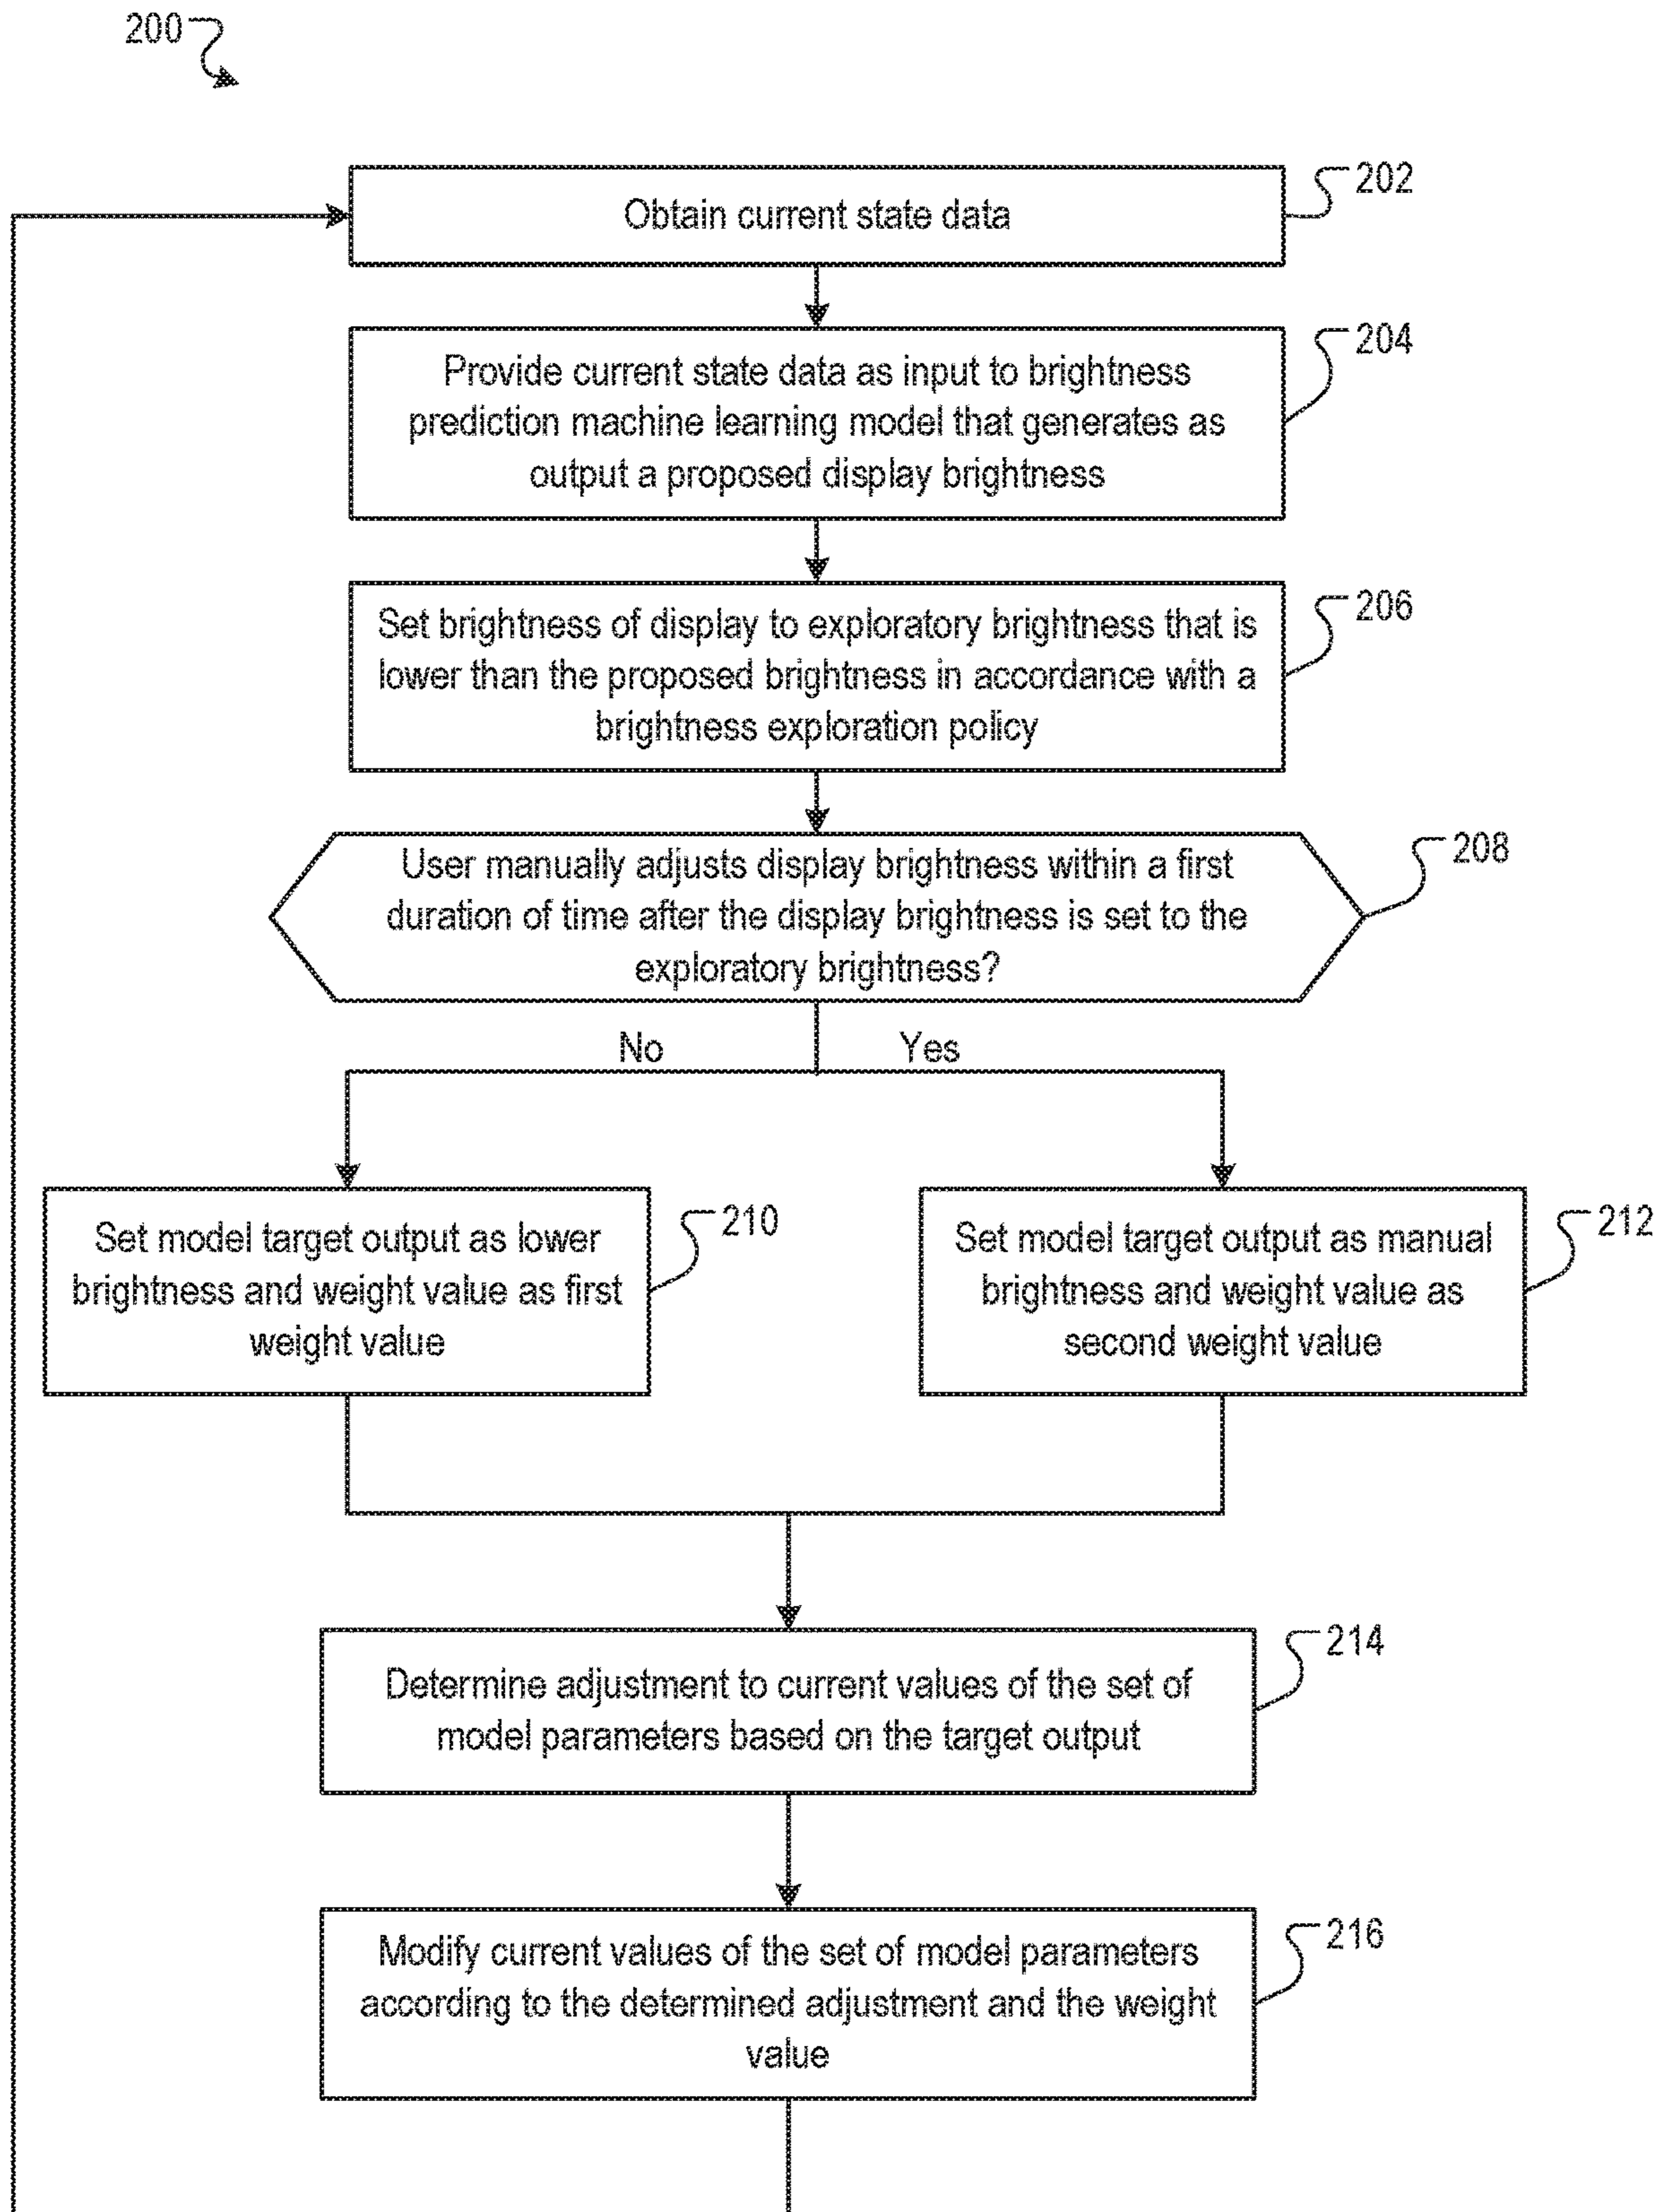 200
202
Obtain current state data
204
Provide current state data as input to brightness
prediction machine learning model that generates as
output a proposed display brightness
206
Set brightness of display to exploratory brightness that is
lower than the proposed brightness in accordance with a
brightness exploration policy
208
User manually adjusts display brightness within a first
duration of time after the display brightness is set to the
exploratory brightness?
No
Yes
210
Set model target output as lower
brightness and weight value as first
weight value
212
Set model target output as manual
brightness and weight value as
second weight value
214
Determine adjustment to current values of the set of
model parameters based on the target output
216
Modify current values of the set of model parameters
according to the determined adjustment and the weight
value